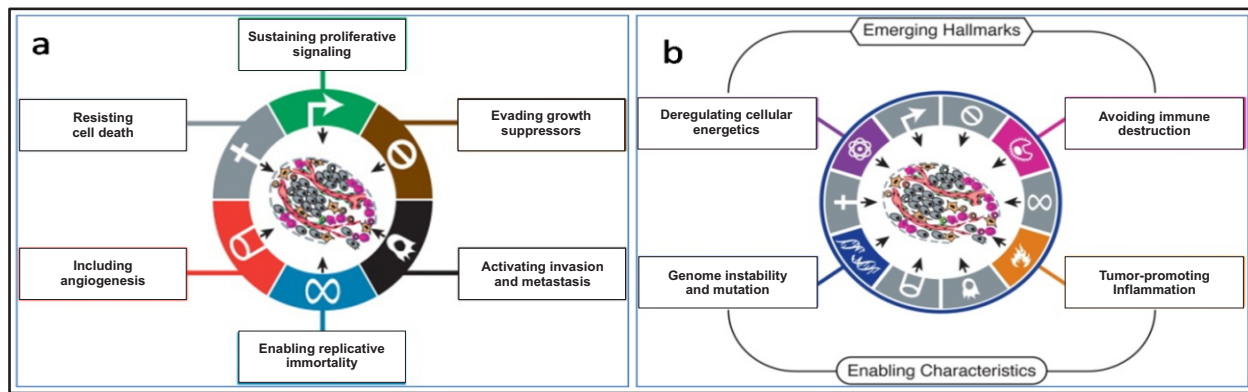 a
Sustaining proliferative
signaling
Resisting
cell death
Evading growth
suppressors
Including
angiogenesis
Activating invasion
and metastasis
Enabling replicative
immortality
b
Emerging Hallmarks
Deregulating cellular
energetics
Avoiding immune
destruction
Genome instability
and mutation
Tumor-promoting
Inflammation
Enabling Characteristics